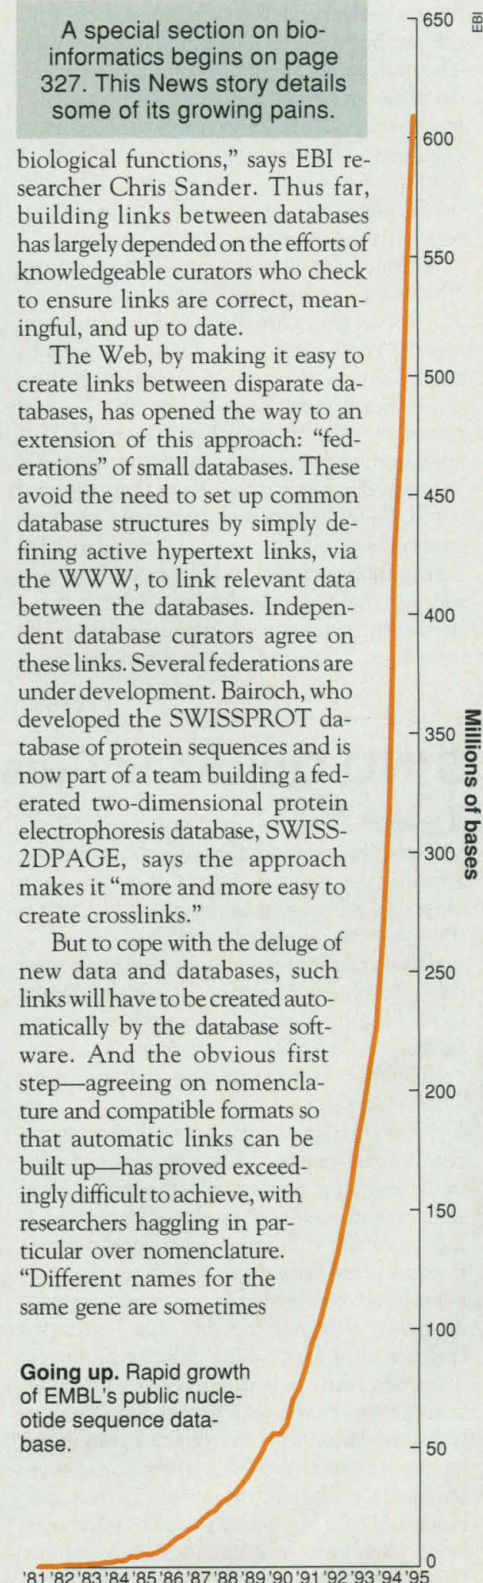 A special section on bio-
informatics begins on page
327. This News story details
some of its growing pains.
biological functions,” says EBI re-
searcher Chris Sander. Thus far,
building links between databases
has largely depended on the efforts of
knowledgeable curators who check
to ensure links are correct, mean-
ingful, and up to date.
The Web, by making it easy to
create links between disparate da-
tabases, has opened the way to an
extension of this approach: “fed-
erations” of small databases. These
avoid the need to set up common
database structures by simply de-
fining active hypertext links, via
the WWW, to link relevant data
between the databases. Indepen-
dent database curators agree on
these links. Several federations are
under development. Bairoch, who
developed the SWISSPROT da-
tabase of protein sequences and is
now part of a team building a fed-
erated two-dimensional protein
electrophoresis database, SWISS-
2DPAGE, says the approach
makes it “more and more easy to
create crosslinks.”
But to cope with the deluge of
new data and databases, such
links will have to be created auto-
matically by the database soft-
ware. And the obvious first
step—agreeing on nomencla-
ture and compatible formats so
that automatic links can be
built up—has proved exceed-
ingly difficult to achieve, with
researchers haggling in par-
ticular over nomenclature.
“Different names for the
same gene are sometimes
Going up. Rapid growth
of EMBL's public nucle-
otide sequence data-
base.
EBI
650
600
550
500
450
400
350
300
250
200
150
100
50
0
Millions of bases
'81 '82 '83 '84 '85 '86 '87 '88 '89 '90 '91 '92 '93 '94 '95